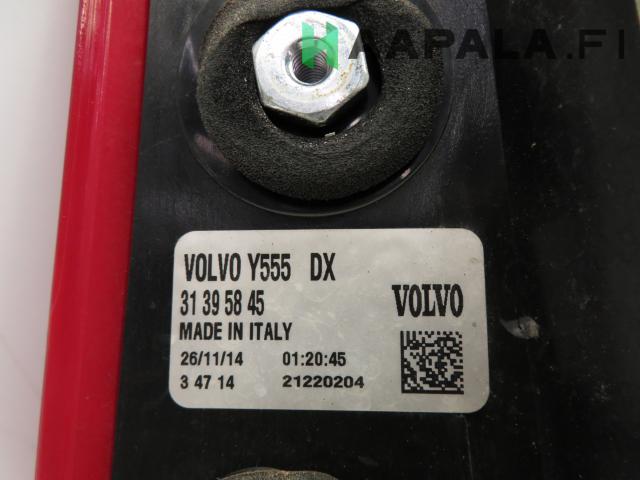 HAAPALA.FI
VOLVO Y555 DX
31 39 58 45
VOLVO
MADE IN ITALY
26/11/14 01:20:45
3 47 14 21220204